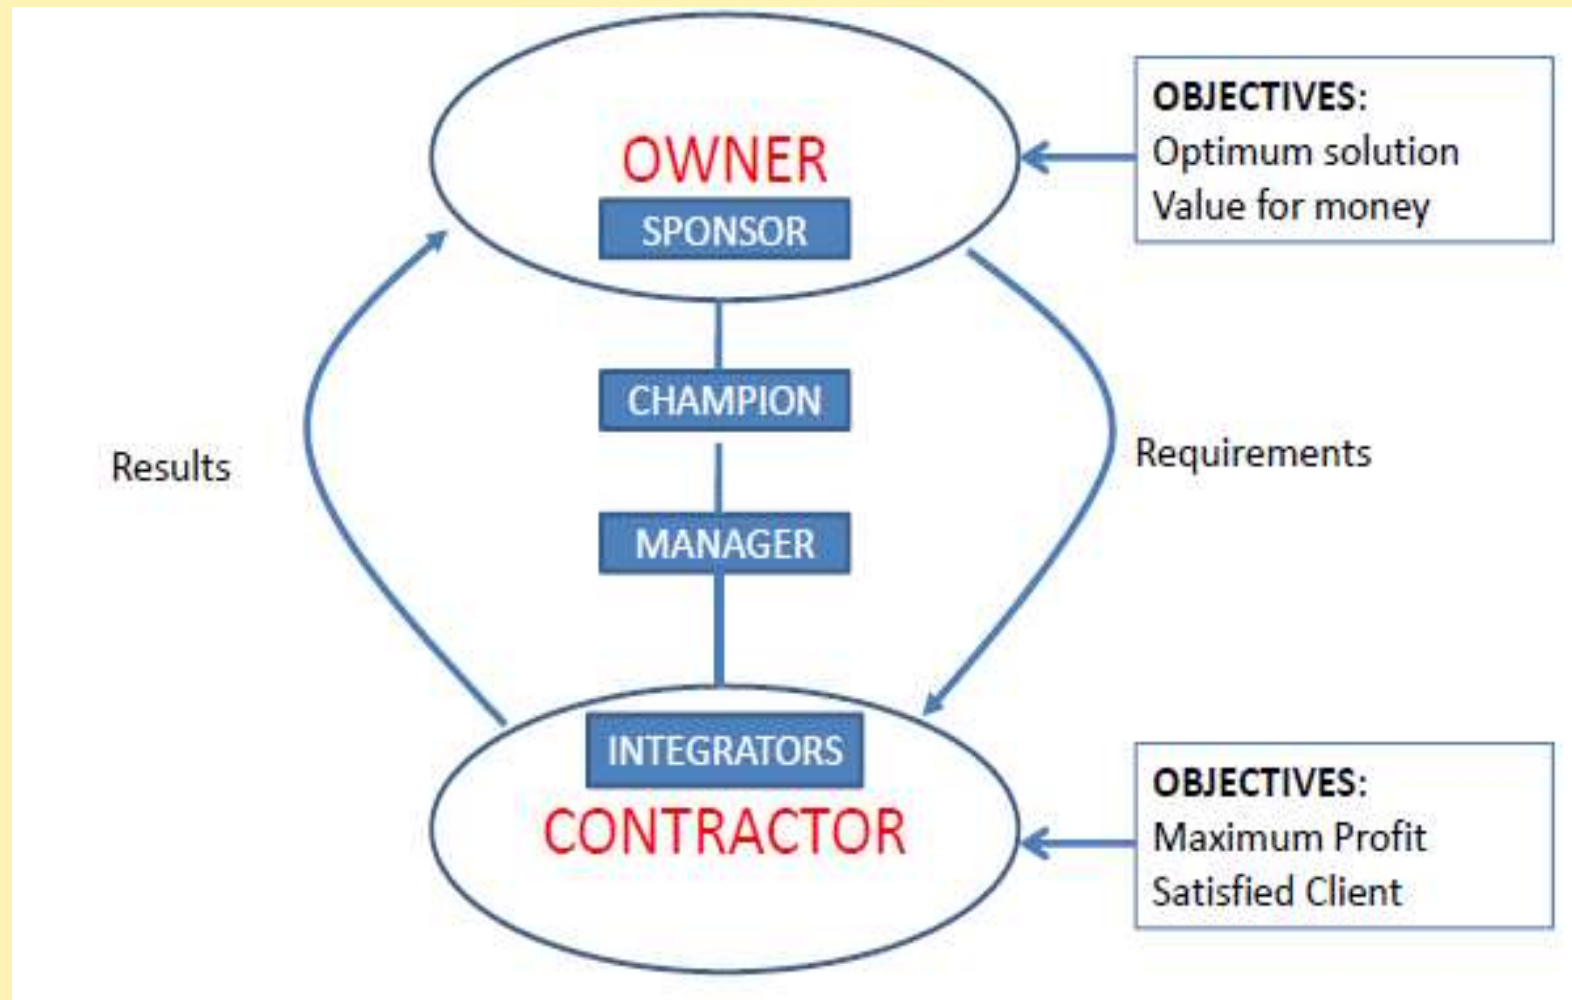 OWNER
SPONSOR
OBJECTIVES:
Optimum solution
Value for money
CHAMPION
Results
Requirements
MANAGER
INTEGRATORS
CONTRACTOR
OBJECTIVES:
Maximum Profit
Satisfied Client